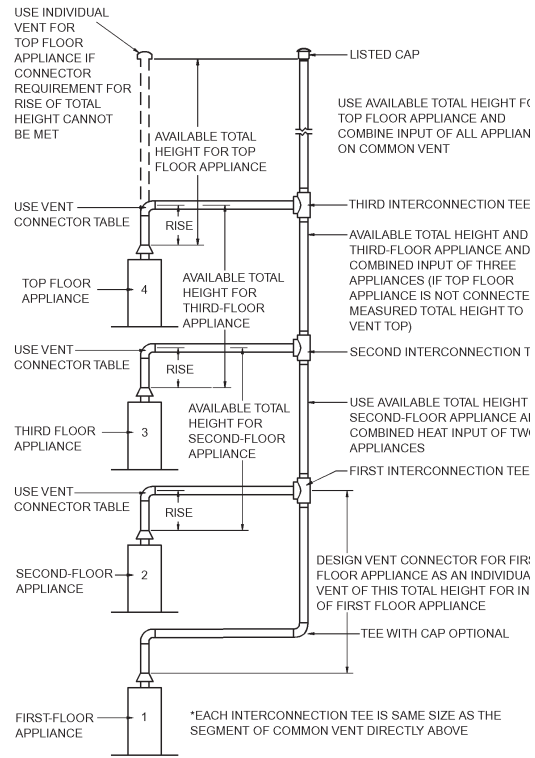 USE INDIVIDUAL
VENT FOR
TOP FLOOR
APPLIANCE IF
CONNECTOR
REQUIREMENT FOR
RISE OF TOTAL
HEIGHT CANNOT
BE MET
LISTED CAP
USE AVAILABLE TOTAL HEIGHT
TOP FLOOR APPLIANCE AND
COMBINE INPUT OF ALL
ON COMMON VENT
AVAILABLE TOTAL
HEIGHT FOR TOP
FLOOR APPLIANCE
USE VENT
CONNECTOR TABLE
RISE
THIRD INTERCONNECTION TEE
AVAILABLE TOTAL HEIGHT AND
THIRD-FLOOR APPLIANCE AND
COMBINED INPUT OF THREE
APPLIANCES (IF TOP FLOOR
APPLIANCE IS NOT
MEASURED TOTAL HEIGHT TO
VENT TOP)
TOP FLOOR
APPLIANCE
4
AVAILABLE TOTAL
HEIGHT FOR
THIRD-FLOOR
APPLIANCE
USE VENT
CONNECTOR TABLE
RISE
SECOND INTERCONNECTION
AVAILABLE TOTAL
HEIGHT FOR
SECOND-FLOOR
APPLIANCE
USE AVAILABLE TOTAL HEIGHT
SECOND-FLOOR APPLIANCE
COMBINED HEAT INPUT OF
APPLIANCES
THIRD FLOOR
APPLIANCE
3
FIRST INTERCONNECTION TEE
USE VENT
CONNECTOR TABLE
RISE
SECOND-FLOOR
APPLIANCE
2
DESIGN VENT CONNECTOR FOR
FLOOR APPLIANCE AS AN
VENT OF THIS TOTAL HEIGHT FOR
OF FIRST FLOOR APPLIANCE
TEE WITH CAP OPTIONAL
FIRST-FLOOR
APPLIANCE
1
*EACH INTERCONNECTION TEE IS SAME SIZE AS THE
SEGMENT OF COMMON VENT DIRECTLY ABOVE